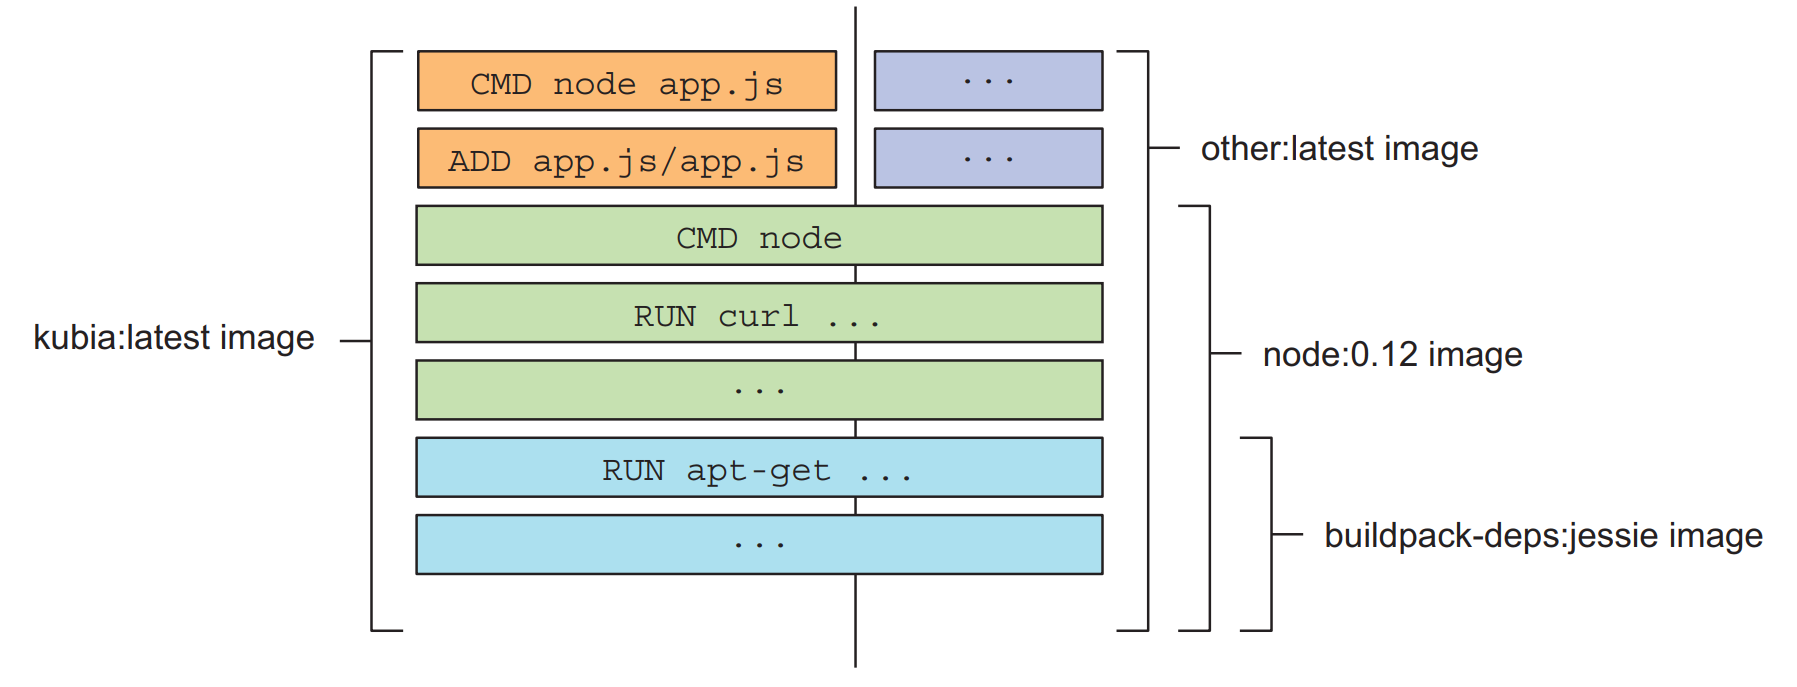 CMD node app.js
...
ADD app.js/app.js
...
other:latest image
CMD node
RUN curl ...
kubia:latest image
node:0.12 image
...
RUN apt-get ...
...
buildpack-deps:jessie image